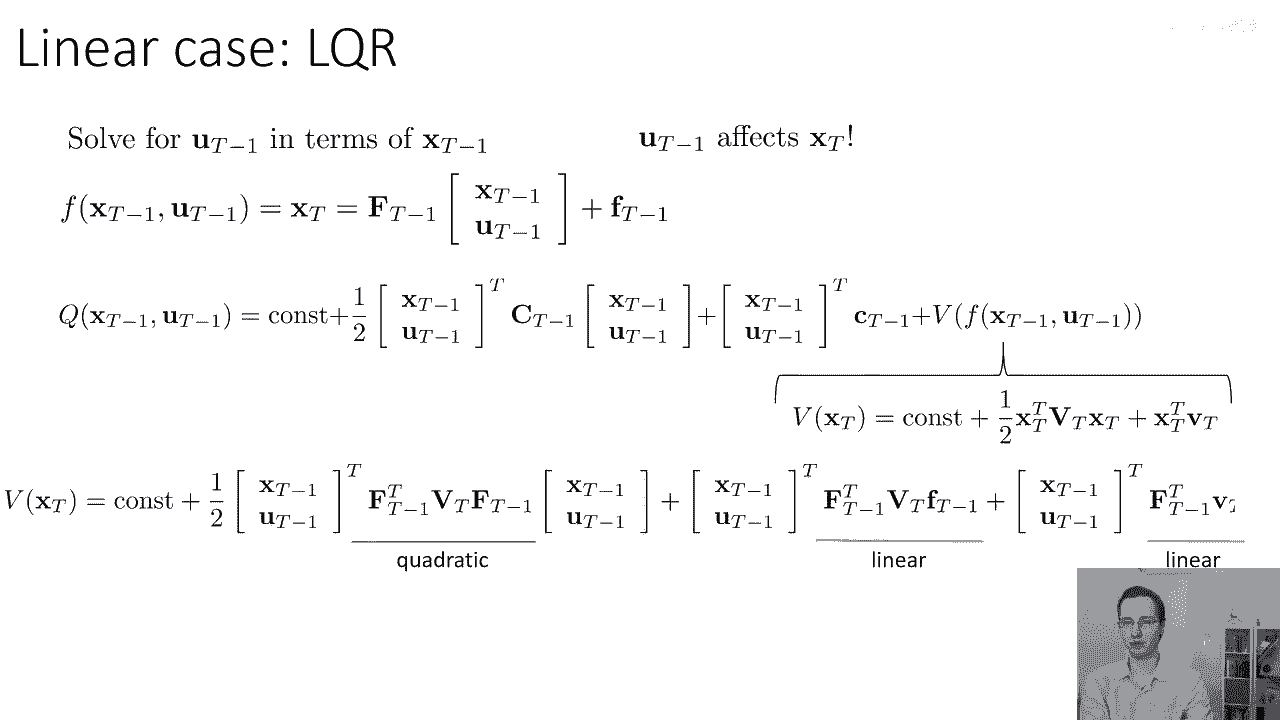 Linear case: LQR
Solve for $\mathbf{u}_{T-1}$ in terms of $\mathbf{x}_{T-1}$
$\mathbf{u}_{T-1}$ affects $\mathbf{x}_T$!
$f(\mathbf{x}_{T-1}, \mathbf{u}_{T-1}) = \mathbf{x}_T = \mathbf{F}_{T-1} \begin{bmatrix} \mathbf{x}_{T-1} \\ \mathbf{u}_{T-1} \end{bmatrix} + \mathbf{f}_{T-1}$
$Q(\mathbf{x}_{T-1}, \mathbf{u}_{T-1}) = \text{const} + \frac{1}{2} \begin{bmatrix} \mathbf{x}_{T-1} \\ \mathbf{u}_{T-1} \end{bmatrix}^T \mathbf{C}_{T-1} \begin{bmatrix} \mathbf{x}_{T-1} \\ \mathbf{u}_{T-1} \end{bmatrix} + \begin{bmatrix} \mathbf{x}_{T-1} \\ \mathbf{u}_{T-1} \end{bmatrix}^T \mathbf{c}_{T-1} + V(f(\mathbf{x}_{T-1}, \mathbf{u}_{T-1}))$
$V(\mathbf{x}_T) = \text{const} + \frac{1}{2} \mathbf{x}_T^T \mathbf{V}_T \mathbf{x}_T + \mathbf{x}_T^T \mathbf{v}_T$
$V(\mathbf{x}_T) = \text{const} + \frac{1}{2} \begin{bmatrix} \mathbf{x}_{T-1} \\ \mathbf{u}_{T-1} \end{bmatrix}^T \mathbf{F}_{T-1}^T \mathbf{V}_T \mathbf{F}_{T-1} \begin{bmatrix} \mathbf{x}_{T-1} \\ \mathbf{u}_{T-1} \end{bmatrix} + \begin{bmatrix} \mathbf{x}_{T-1} \\ \mathbf{u}_{T-1} \end{bmatrix}^T \mathbf{F}_{T-1}^T \mathbf{V}_T \mathbf{f}_{T-1} + \begin{bmatrix} \mathbf{x}_{T-1} \\ \mathbf{u}_{T-1} \end{bmatrix}^T \mathbf{F}_{T-1}^T \mathbf{v}$
quadratic
linear
linear